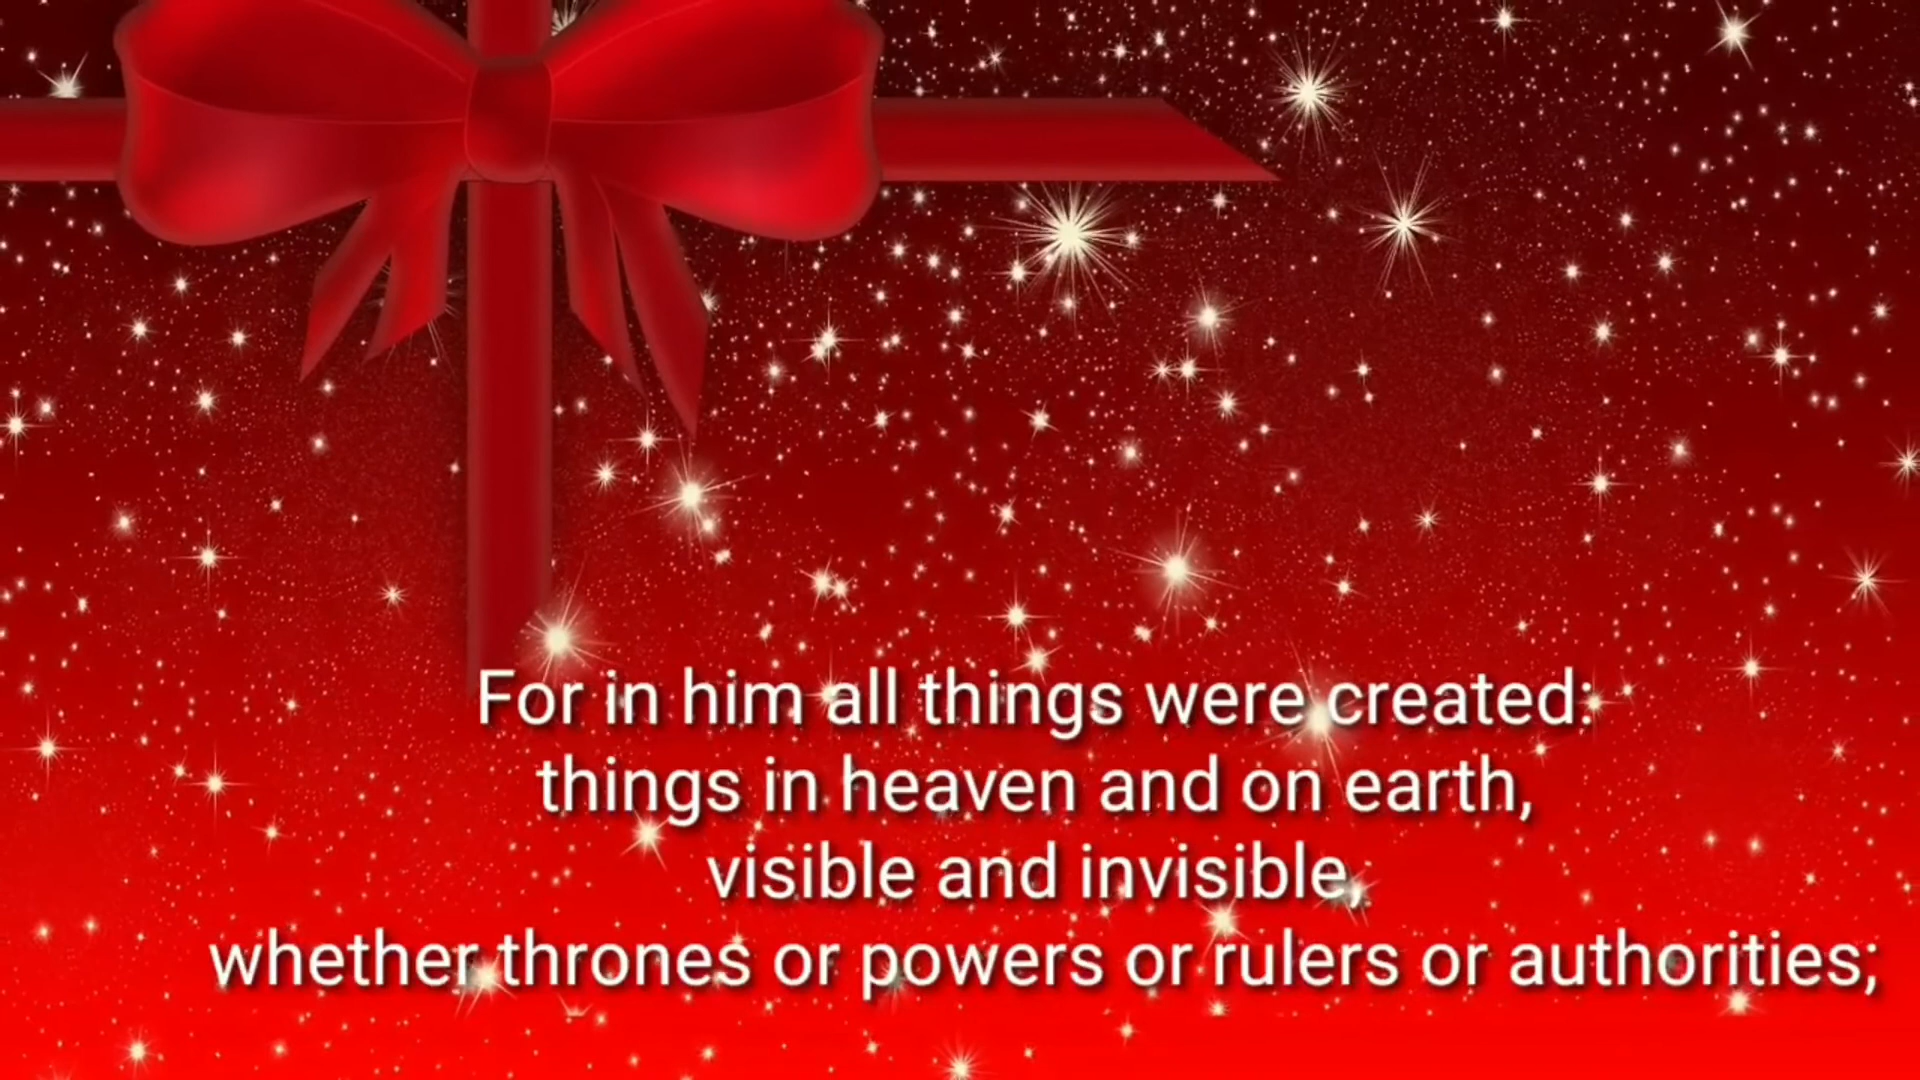 For in him all things were created:
things in heaven and on earth,
visible and invisible,
whether thrones or powers or rulers or authorities;